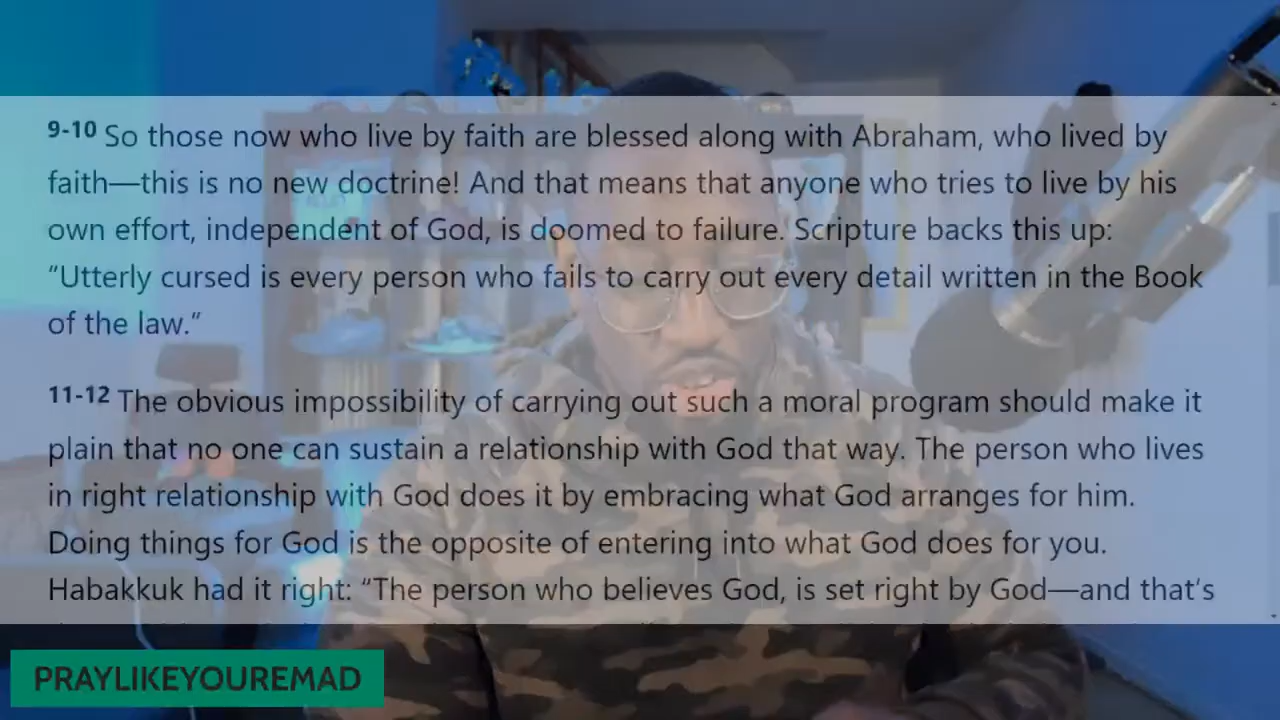 9-10 So those now who live by faith are blessed along with Abraham, who lived by
faith—this is no new doctrine! And that means that anyone who tries to live by his
own effort, independent of God, is doomed to failure. Scripture backs this up:
“Utterly cursed is every person who fails to carry out every detail written in the Book
of the law.”
11-12 The obvious impossibility of carrying out such a moral program should make it
plain that no one can sustain a relationship with God that way. The person who lives
in right relationship with God does it by embracing what God arranges for him.
Doing things for God is the opposite of entering into what God does for you.
Habakkuk had it right: “The person who believes God, is set right by God—and that’s
PRAYLIKEYOUREMAD